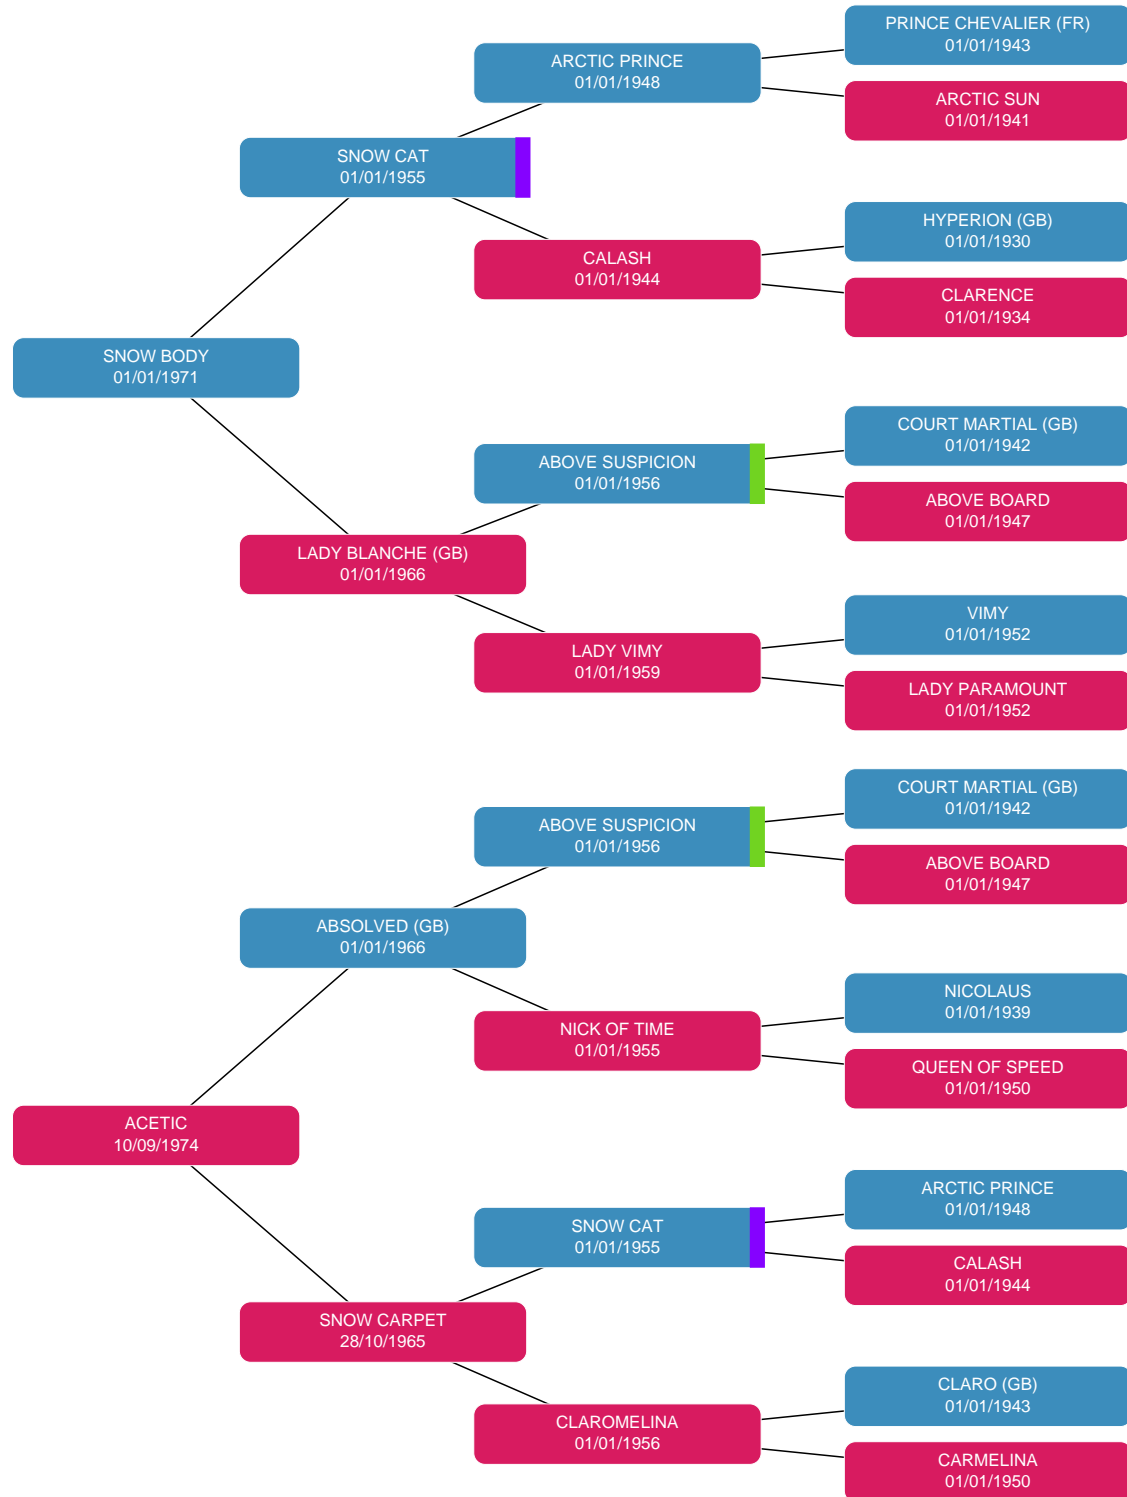 PRINCE CHEVALIER (FR)
01/01/1943
ARCTIC PRINCE
01/01/1948
ARCTIC SUN
01/01/1941
SNOW CAT
01/01/1955
HYPERION (GB)
01/01/1930
CALASH
01/01/1944
CLARENCE
01/01/1934
SNOW BODY
01/01/1971
COURT MARTIAL (GB)
01/01/1942
ABOVE SUSPICION
01/01/1956
ABOVE BOARD
01/01/1947
LADY BLANCHE (GB)
01/01/1966
VIMY
01/01/1952
LADY VIMY
01/01/1959
LADY PARAMOUNT
01/01/1952
COURT MARTIAL (GB)
01/01/1942
ABOVE SUSPICION
01/01/1956
ABOVE BOARD
01/01/1947
ABSOLVED (GB)
01/01/1966
NICOLAUS
01/01/1939
NICK OF TIME
01/01/1955
QUEEN OF SPEED
01/01/1950
ACETIC
10/09/1974
ARCTIC PRINCE
01/01/1948
SNOW CAT
01/01/1955
CALASH
01/01/1944
SNOW CARPET
28/10/1965
CLARO (GB)
01/01/1943
CLAROMELINA
01/01/1956
CARMELINA
01/01/1950